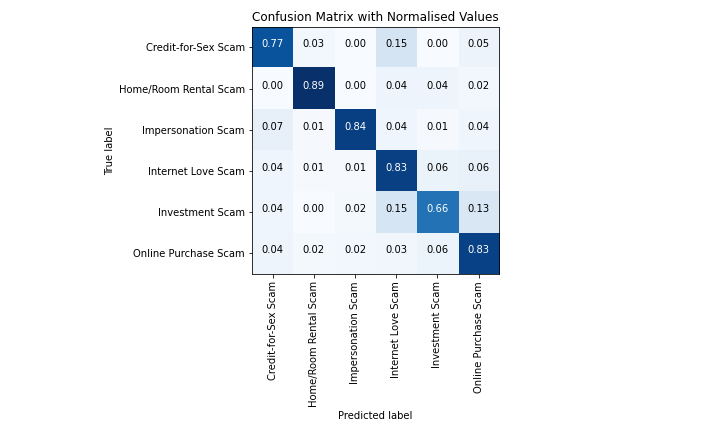 Confusion Matrix with Normalised Values
Credit-for-Sex Scam 0.77 0.03 0.00 0.15 0.00 0.05
Home/Room Rental Scam 0.00 0.89 0.00 0.04 0.04 0.02
Impersonation Scam 0.07 0.01 0.84 0.04 0.01 0.04
Internet Love Scam 0.04 0.01 0.01 0.83 0.06 0.06
Investment Scam 0.04 0.00 0.02 0.15 0.66 0.13
Online Purchase Scam 0.04 0.02 0.02 0.03 0.06 0.83
True label
Credit-for-Sex Scam
Home/Room Rental Scam
Impersonation Scam
Internet Love Scam
Investment Scam
Online Purchase Scam
Predicted label